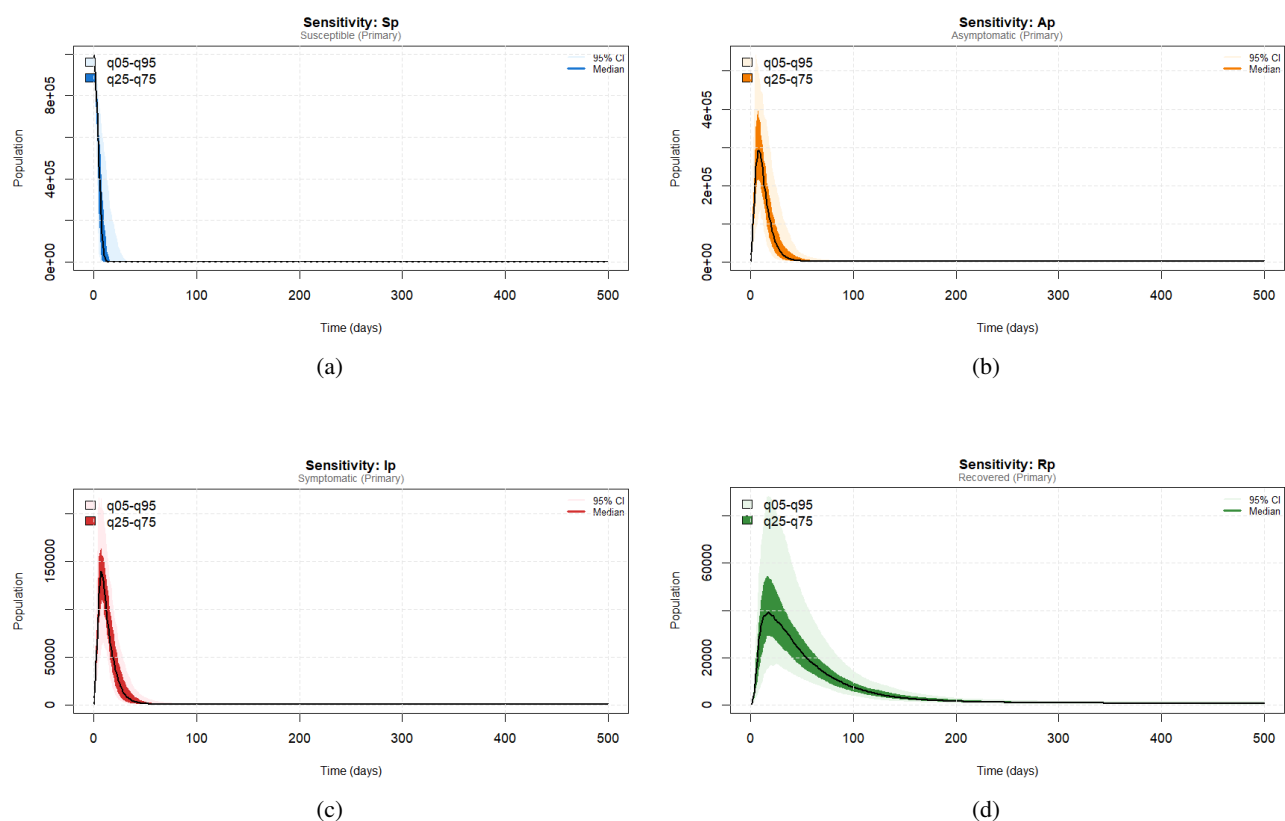 Sensitivity: Sp
Susceptible (Primary)
q05-q95
q25-q75
95% CI
Median
Population
0e+00
4e+05
8e+05
0 100 200 300 400 500
Time (days)
(a)
Sensitivity: Ap
Asymptomatic (Primary)
q05-q95
q25-q75
95% CI
Median
Population
0e+00
2e+05
4e+05
0 100 200 300 400 500
Time (days)
(b)
Sensitivity: Ip
Symptomatic (Primary)
q05-q95
q25-q75
95% CI
Median
Population
0
50000
150000
0 100 200 300 400 500
Time (days)
(c)
Sensitivity: Rp
Recovered (Primary)
q05-q95
q25-q75
95% CI
Median
Population
0
20000
60000
0 100 200 300 400 500
Time (days)
(d)